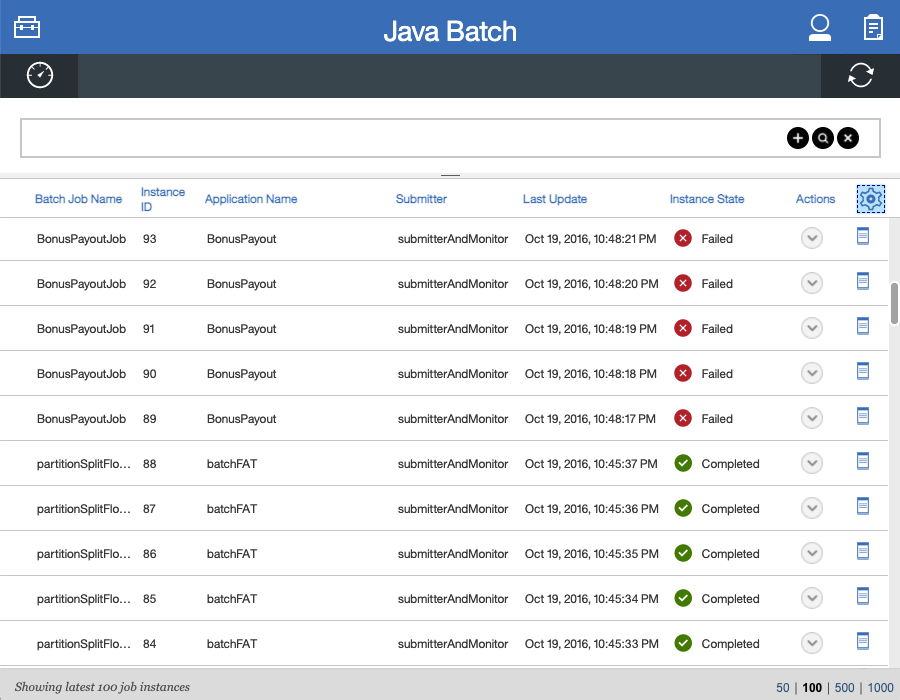 Java Batch
Batch Job Name Instance ID Application Name Submitter Last Update Instance State Actions
BonusPayoutJob 93 BonusPayout submitterAndMonitor Oct 19, 2016, 10:48:21 PM Failed
BonusPayoutJob 92 BonusPayout submitterAndMonitor Oct 19, 2016, 10:48:20 PM Failed
BonusPayoutJob 91 BonusPayout submitterAndMonitor Oct 19, 2016, 10:48:19 PM Failed
BonusPayoutJob 90 BonusPayout submitterAndMonitor Oct 19, 2016, 10:48:18 PM Failed
BonusPayoutJob 89 BonusPayout submitterAndMonitor Oct 19, 2016, 10:48:17 PM Failed
partitionSplitFlo... 88 batchFAT submitterAndMonitor Oct 19, 2016, 10:45:37 PM Completed
partitionSplitFlo... 87 batchFAT submitterAndMonitor Oct 19, 2016, 10:45:36 PM Completed
partitionSplitFlo... 86 batchFAT submitterAndMonitor Oct 19, 2016, 10:45:35 PM Completed
partitionSplitFlo... 85 batchFAT submitterAndMonitor Oct 19, 2016, 10:45:34 PM Completed
partitionSplitFlo... 84 batchFAT submitterAndMonitor Oct 19, 2016, 10:45:33 PM Completed
Showing latest 100 job instances 50 | 100 | 500 | 1000